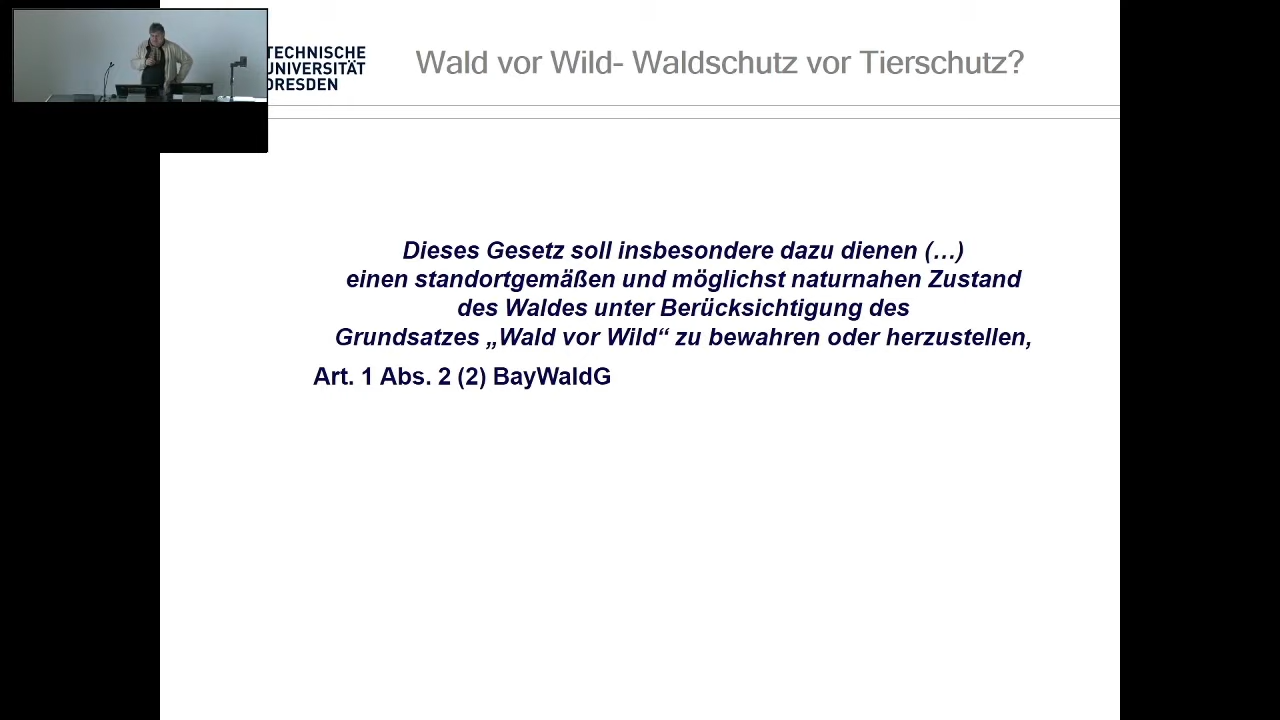 TECHNISCHE
UNIVERSITÄT
DRESDEN
Wald vor Wild- Waldschutz vor Tierschutz?
Dieses Gesetz soll insbesondere dazu dienen (…)
einen standortgemäßen und möglichst naturnahen Zustand
des Waldes unter Berücksichtigung des
Grundsatzes „Wald vor Wild“ zu bewahren oder herzustellen,
Art. 1 Abs. 2 (2) BayWaldG